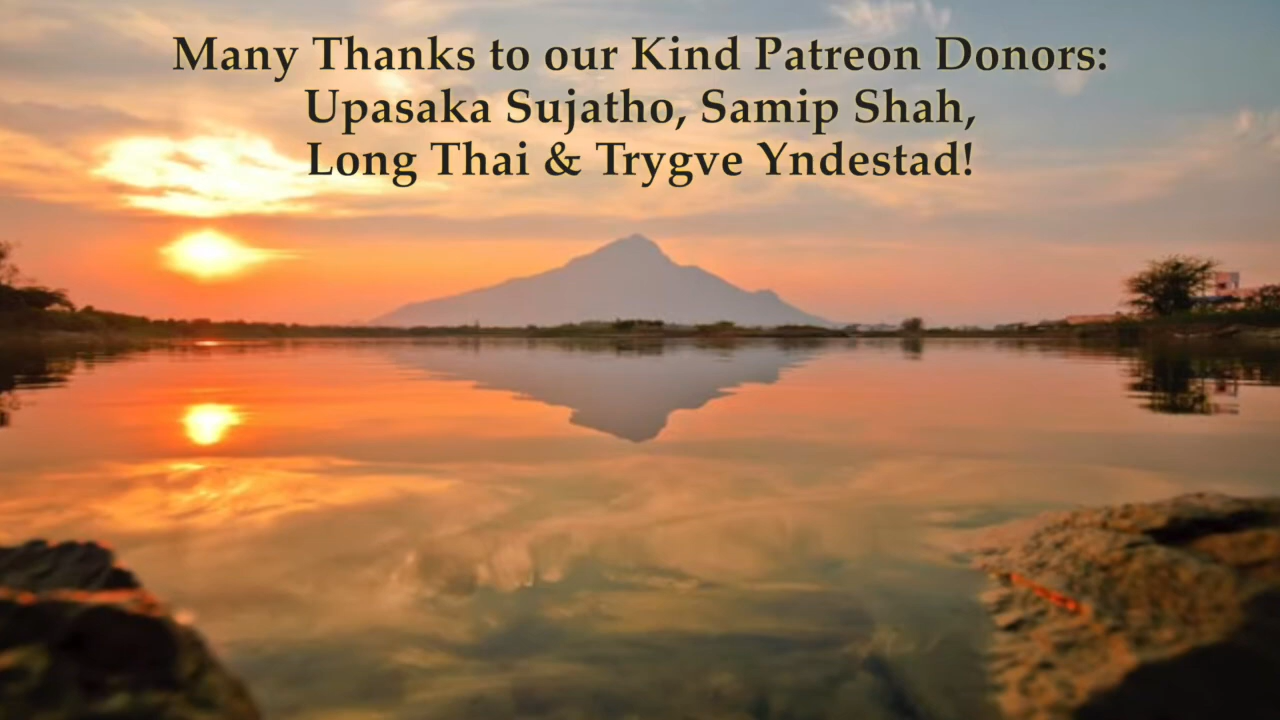 Many Thanks to our Kind Patreon Donors:
Upasaka Sujatho, Samip Shah,
Long Thai & Trygve Yndestad!